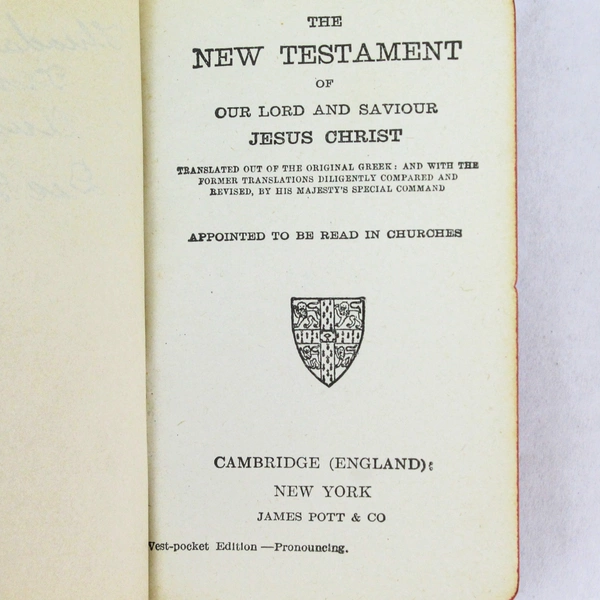 THE
NEW TESTAMENT
OF
OUR LORD AND SAVIOUR
JESUS CHRIST
TRANSLATED OUT OF THE ORIGINAL GREEK: AND WITH THE
FORMER TRANSLATIONS DILIGENTLY COMPARED AND
REVISED, BY HIS MAJESTY'S SPECIAL COMMAND
APPOINTED TO BE READ IN CHURCHES
CAMBRIDGE (ENGLAND):
NEW YORK
JAMES POTT & CO
Vest-pocket Edition—Pronouncing.